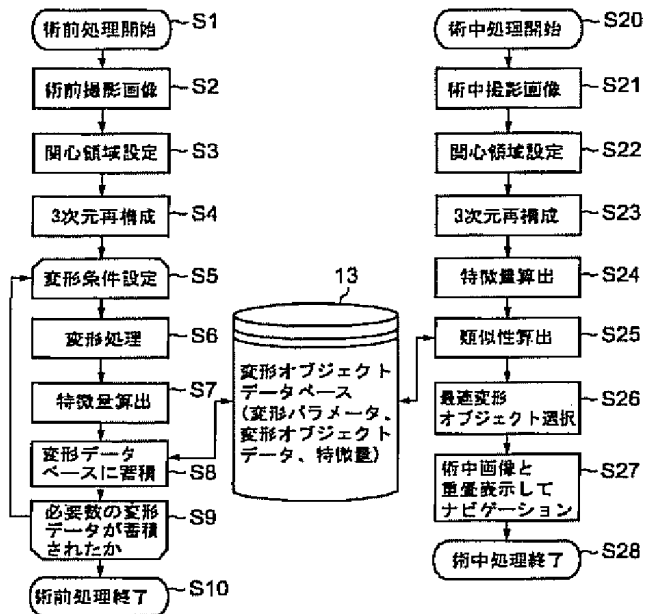 術前処理開始 S1
術前撮影画像 S2
関心領域設定 S3
3次元再構成 S4
変形条件設定 S5
変形処理 S6
特徴量算出 S7
変形データ
ベースに蓄積 S8
必要数の変形
データが蓄積
されたか S9
術前処理終了 S10
13
変形オブジェクト
データベース
(変形パラメータ、
変形オブジェクト
データ、特徴量)
術中処理開始 S20
術中撮影画像 S21
関心領域設定 S22
3次元再構成 S23
特徴量算出 S24
類似性算出 S25
最適変形
オブジェクト選択 S26
術中画像と
重畳表示して
ナビゲーション S27
術中処理終了 S28